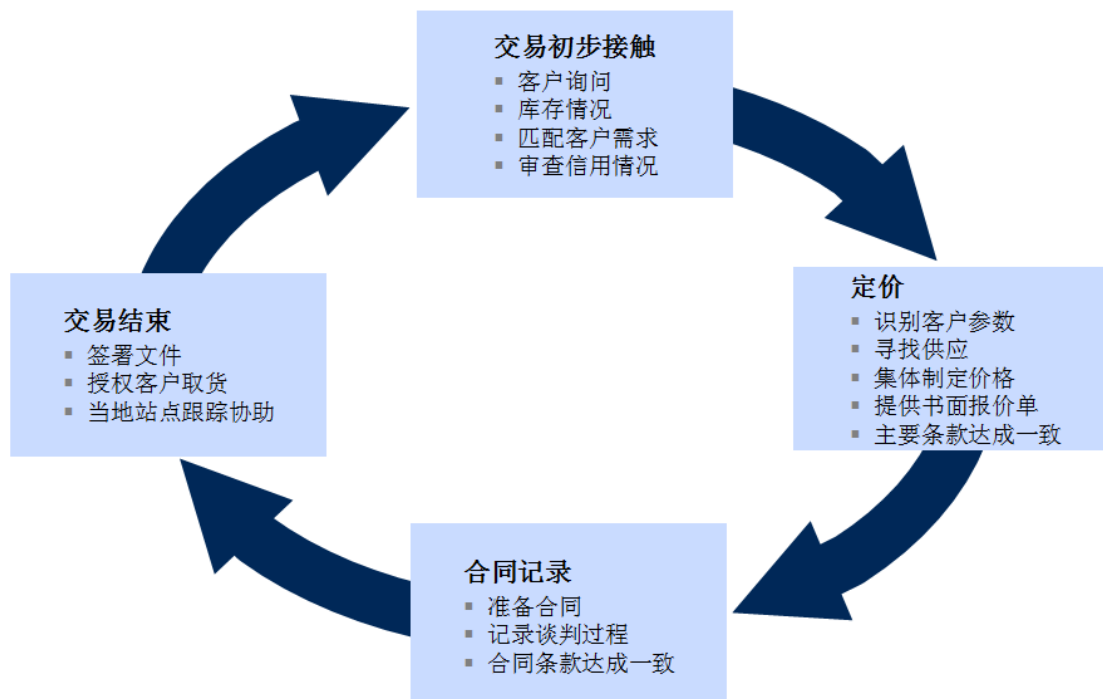 交易初步接触
▪ 客户询问
▪ 库存情况
▪ 匹配客户需求
▪ 审查信用情况
定价
▪ 识别客户参数
▪ 寻找供应
▪ 集体制定价格
▪ 提供书面报价单
▪ 主要条款达成一致
合同记录
▪ 准备合同
▪ 记录谈判过程
▪ 合同条款达成一致
交易结束
▪ 签署文件
▪ 授权客户取货
▪ 当地站点跟踪协助